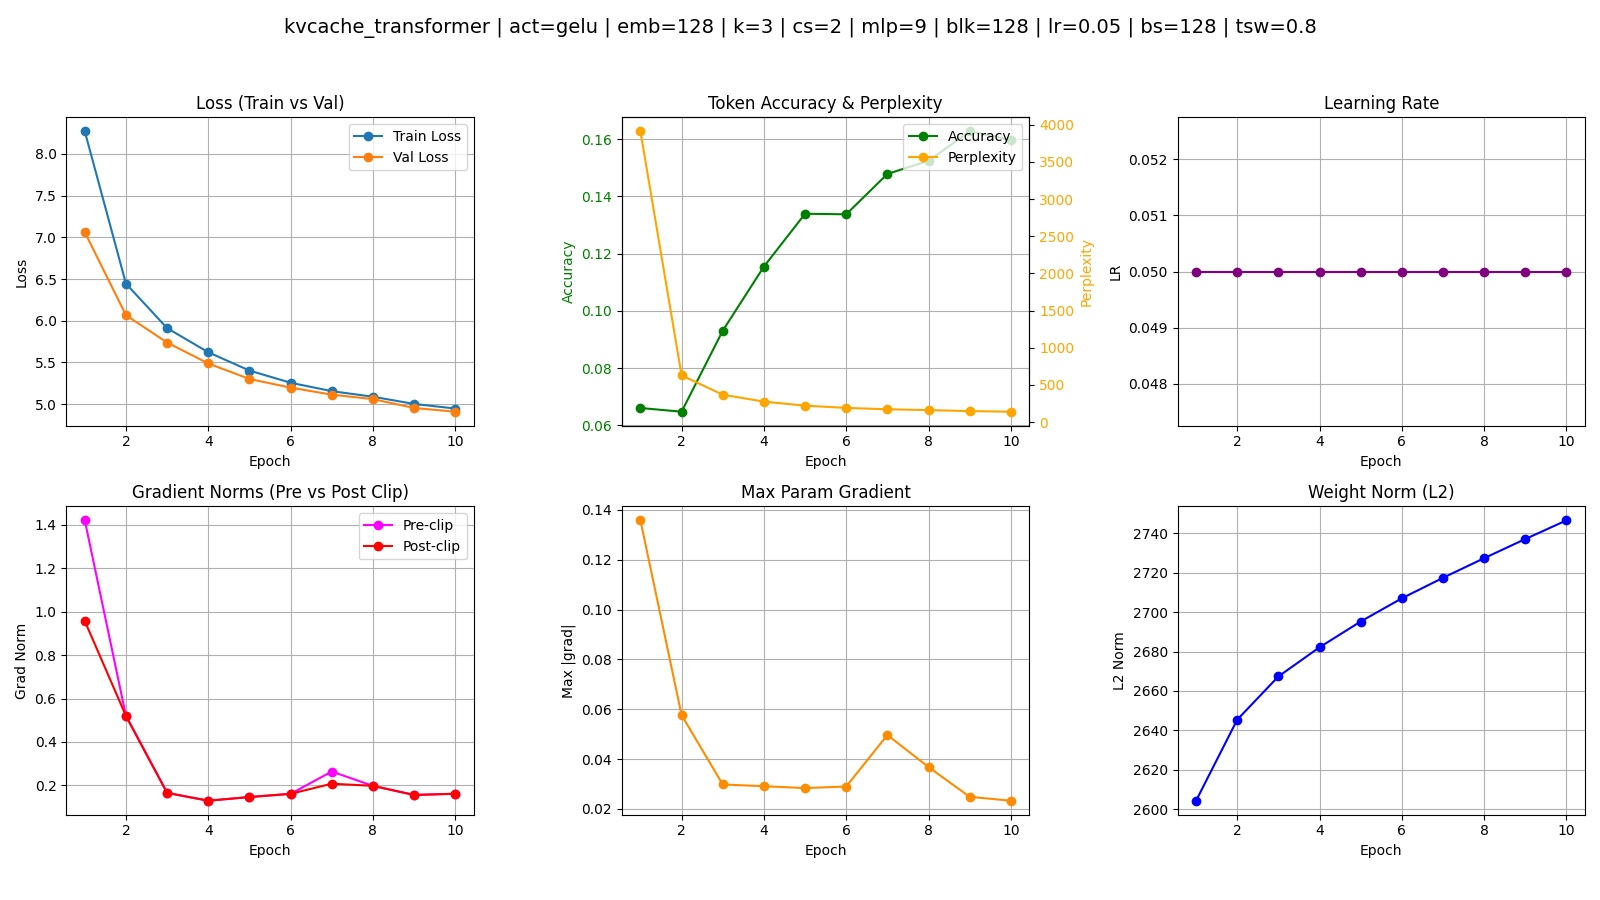 kvcache_transformer | act=gelu | emb=128 | k=3 | cs=2 | mlp=9 | blk=128 | lr=0.05 | bs=128 | tsw=0.8
Loss (Train vs Val)
Train Loss
Val Loss
8.0
7.5
7.0
6.5
6.0
5.5
5.0
Loss
2 4 6 8 10
Epoch
Token Accuracy & Perplexity
Accuracy
Perplexity
0.16
0.14
0.12
0.10
0.08
0.06
Accuracy
4000
3500
3000
2500
2000
1500
1000
500
0
Perplexity
2 4 6 8 10
Epoch
Learning Rate
0.052
0.051
0.050
0.049
0.048
LR
2 4 6 8 10
Epoch
Gradient Norms (Pre vs Post Clip)
Pre-clip
Post-clip
1.4
1.2
1.0
0.8
0.6
0.4
0.2
Grad Norm
2 4 6 8 10
Epoch
Max Param Gradient
0.14
0.12
0.10
0.08
0.06
0.04
0.02
Max |grad|
2 4 6 8 10
Epoch
Weight Norm (L2)
2740
2720
2700
2680
2660
2640
2620
2600
L2 Norm
2 4 6 8 10
Epoch